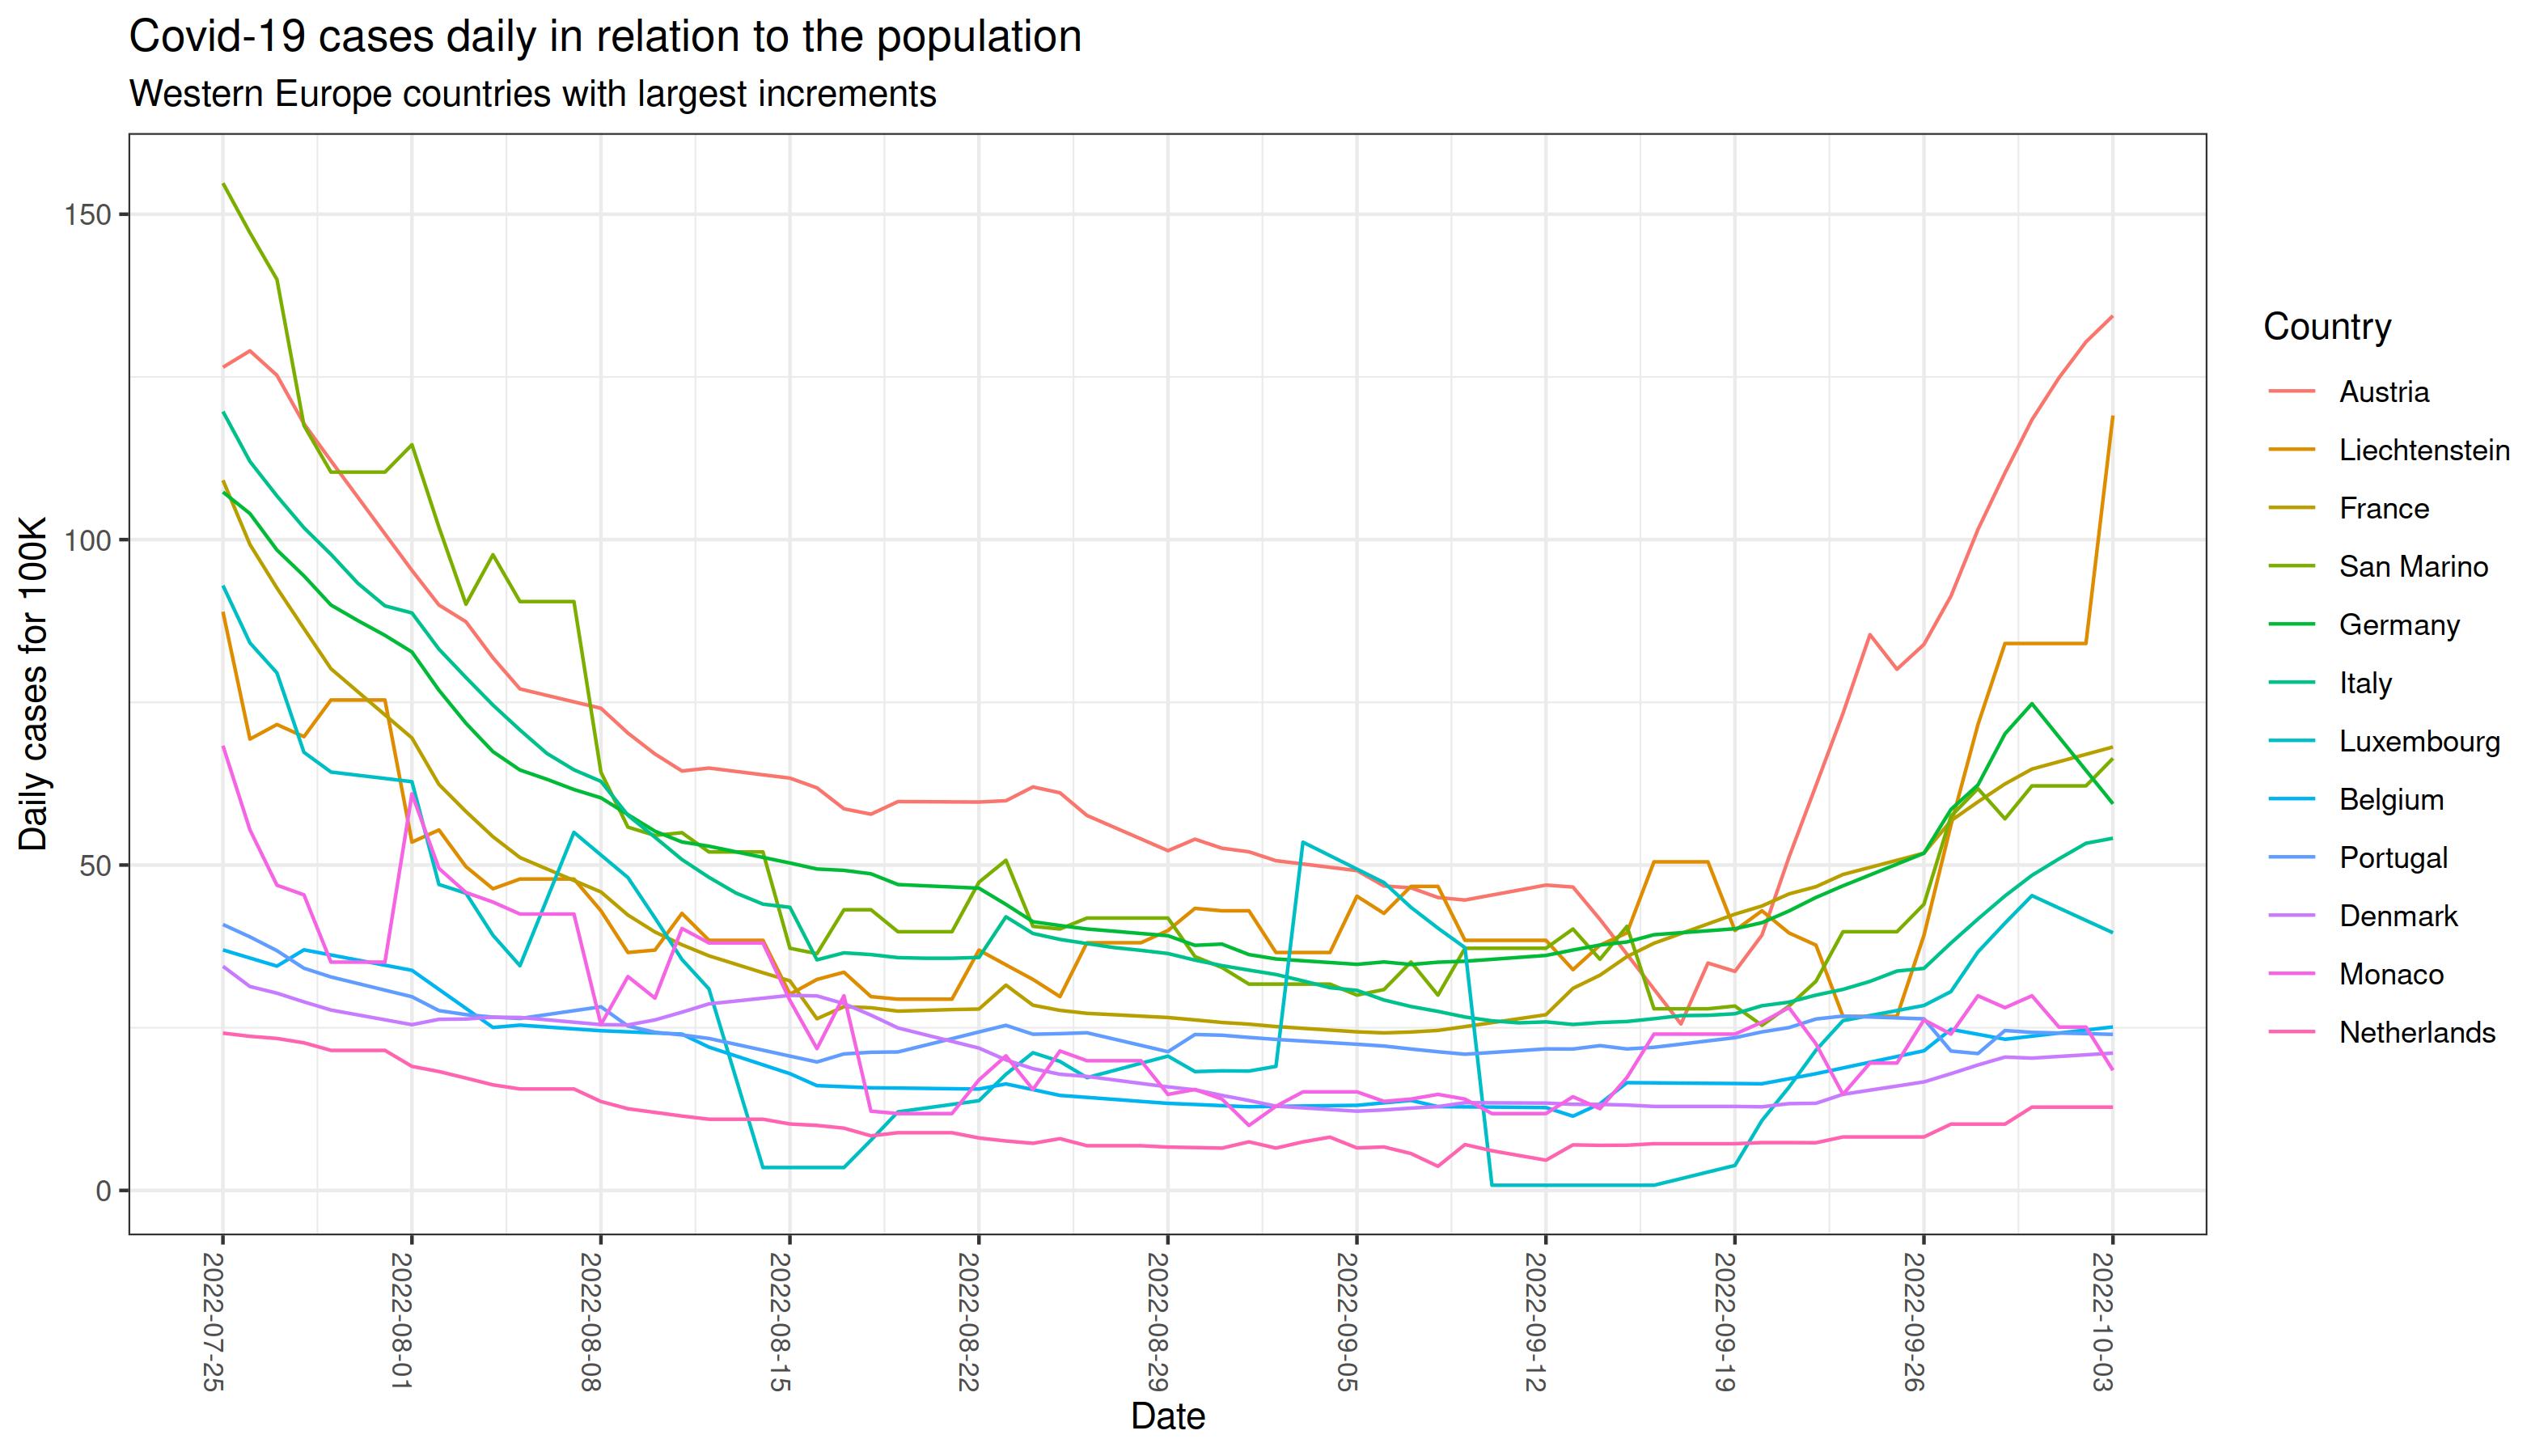 Covid-19 cases daily in relation to the population
Western Europe countries with largest increments
Daily cases for 100K
150
100
50
0
2022-07-25
2022-08-01
2022-08-08
2022-08-15
2022-08-22
2022-08-29
2022-09-05
2022-09-12
2022-09-19
2022-09-26
2022-10-03
Date
Country
Austria
Liechtenstein
France
San Marino
Germany
Italy
Luxembourg
Belgium
Portugal
Denmark
Monaco
Netherlands